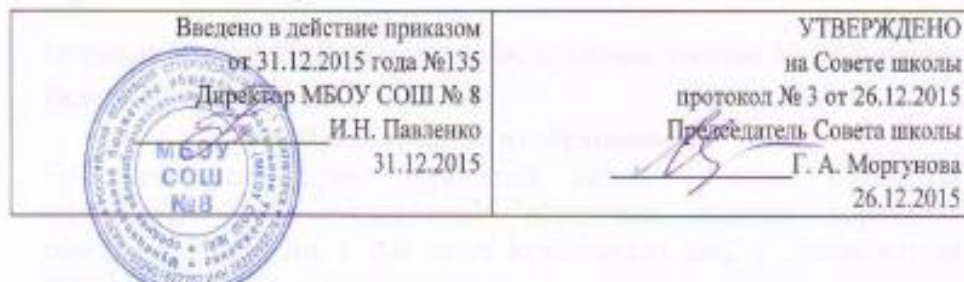 Введено в действие приказом
от 31.12.2015 года №135
Директор МБОУ СОШ № 8
И.Н. Павленко
31.12.2015
МБОУ
СОШ
№8
УТВЕРЖДЕНО
на Совете школы
протокол № 3 от 26.12.2015
Председатель Совета школы
Г. А. Моргунова
26.12.2015